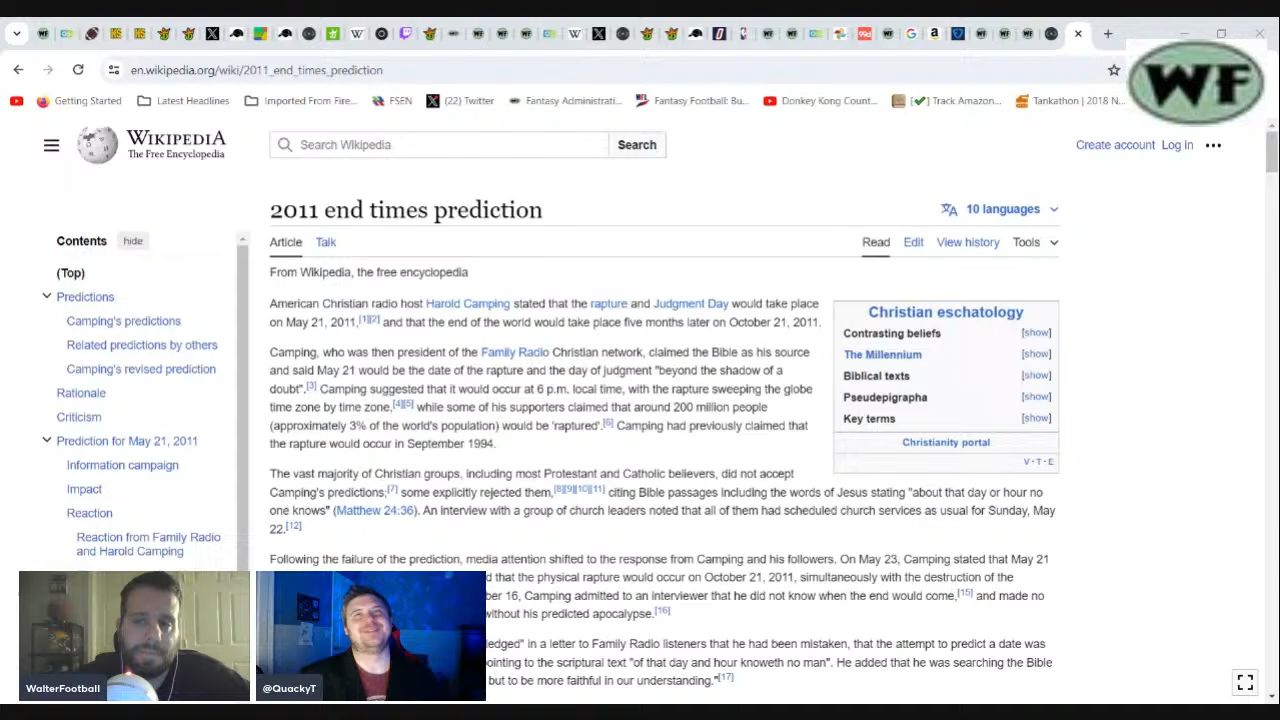 en.wikipedia.org/wiki/2011_end_times_prediction
WF
Getting Started
Latest Headlines
Imported From Fire...
FSEN
(22) Twitter
Fantasy Administrati...
Fantasy Football: Bu...
Donkey Kong Count...
Track Amazon...
Tankathon | 2018 N...
WIKIPEDIA
The Free Encyclopedia
Search Wikipedia
Search
Create account
Log in
2011 end times prediction
10 languages
Article
Talk
Read
Edit
View history
Tools
Contents
hide
(Top)
Predictions
Camping's predictions
Related predictions by others
Camping's revised prediction
Rationale
Criticism
Prediction for May 21, 2011
Information campaign
Impact
Reaction
Reaction from Family Radio
and Harold Camping
From Wikipedia, the free encyclopedia
American Christian radio host Harold Camping stated that the rapture and Judgment Day would take place
on May 21, 2011,[1][2] and that the end of the world would take place five months later on October 21, 2011.
Camping, who was then president of the Family Radio Christian network, claimed the Bible as his source
and said May 21 would be the date of the rapture and the day of judgment "beyond the shadow of a
doubt".[3] Camping suggested that it would occur at 6 p.m. local time, with the rapture sweeping the globe
time zone by time zone,[4][5] while some of his supporters claimed that around 200 million people
(approximately 3% of the world's population) would be 'raptured'.[6] Camping had previously claimed that
the rapture would occur in September 1994.
The vast majority of Christian groups, including most Protestant and Catholic believers, did not accept
Camping's predictions;[7] some explicitly rejected them,[8][9][10][11] citing Bible passages including the words of Jesus stating "about that day or hour no
one knows" (Matthew 24:36). An interview with a group of church leaders noted that all of them had scheduled church services as usual for Sunday, May
22.[12]
Following the failure of the prediction, media attention shifted to the response from Camping and his followers. On May 23, Camping stated that May 21
d that the physical rapture would occur on October 21, 2011, simultaneously with the destruction of the
ber 16, Camping admitted to an interviewer that he did not know when the end would come,[15] and made no
without his predicted apocalypse.[16]
ledged" in a letter to Family Radio listeners that he had been mistaken, that the attempt to predict a date was
pointing to the scriptural text "of that day and hour knoweth no man". He added that he was searching the Bible
but to be more faithful in our understanding."[17]
Christian eschatology
Contrasting beliefs [show]
The Millennium [show]
Biblical texts [show]
Pseudepigrapha [show]
Key terms [show]
Christianity portal
V·T·E
WalterFootball
@QuackyT